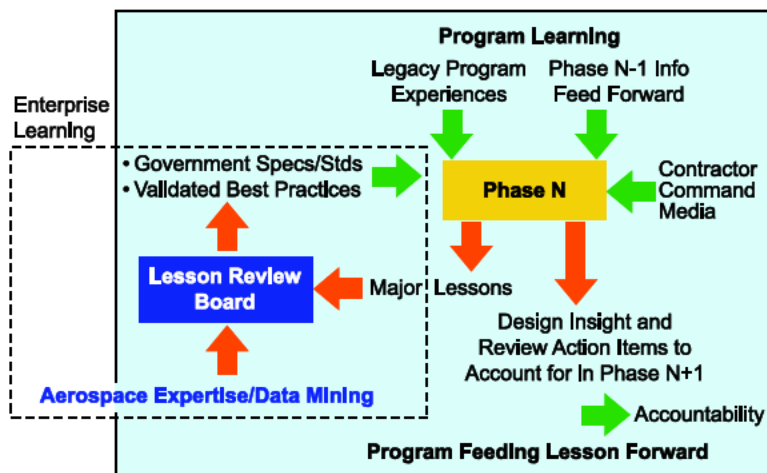 Program Learning
Legacy Program
Experiences
Phase N-1 Info
Feed Forward
Enterprise
Learning
• Government Specs/Stds
• Validated Best Practices
Phase N
Contractor
Command
Media
Lesson Review
Board
Major Lessons
Design Insight and
Review Action Items to
Account for in Phase N+1
Aerospace Expertise/Data Mining
Accountability
Program Feeding Lesson Forward